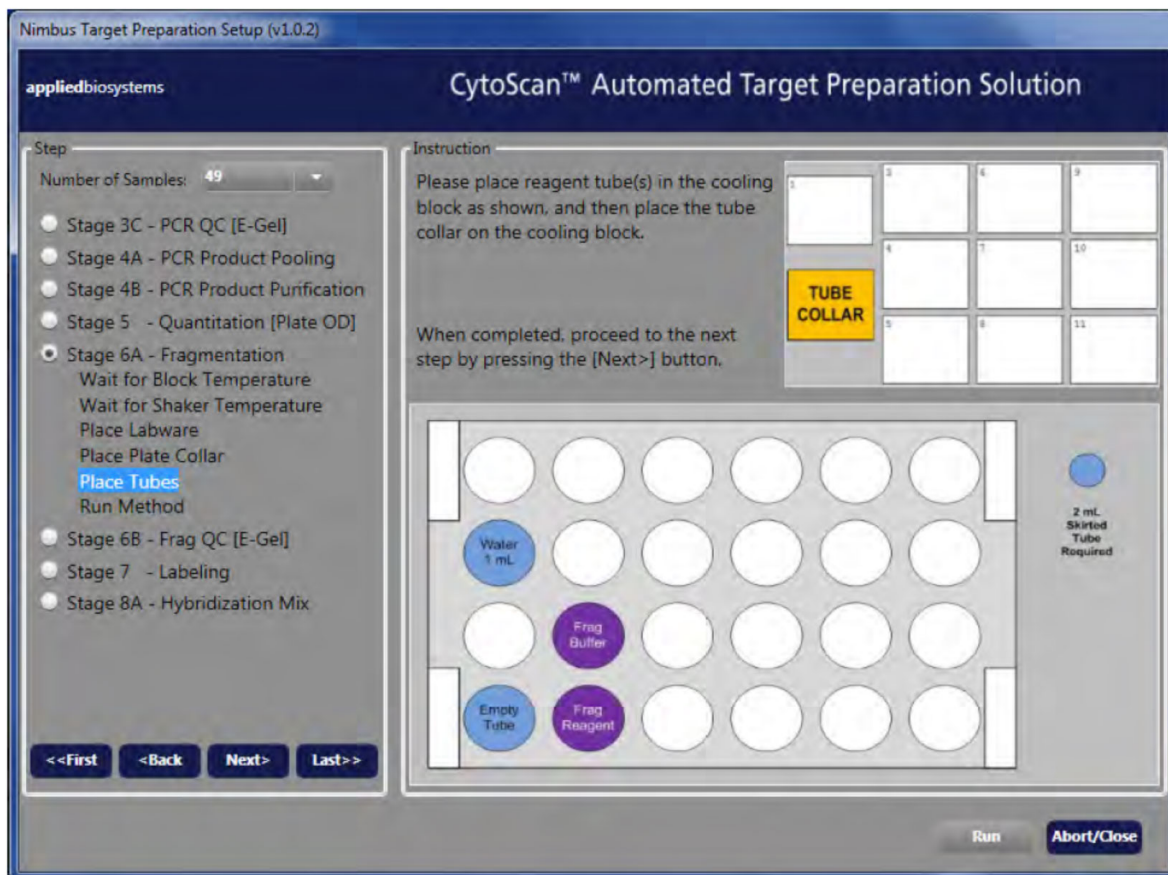 Nimbus Target Preparation Setup (v1.0.2)
appliedbiosystems
CytoScan™ Automated Target Preparation Solution
Step
Number of Samples: 49
Stage 3C - PCR QC [E-Gel]
Stage 4A - PCR Product Pooling
Stage 4B - PCR Product Purification
Stage 5 - Quantitation [Plate OD]
Stage 6A - Fragmentation
Wait for Block Temperature
Wait for Shaker Temperature
Place Labware
Place Plate Collar
Place Tubes
Run Method
Stage 6B - Frag QC [E-Gel]
Stage 7 - Labeling
Stage 8A - Hybridization Mix
<<First
<Back
Next>
Last>>
Instruction
Please place reagent tube(s) in the cooling
block as shown, and then place the tube
collar on the cooling block.
When completed, proceed to the next
step by pressing the [Next>] button.
1
3
6
9
TUBE
COLLAR
4
7
10
5
8
11
Water
1 mL
Frag
Buffer
Empty
Tube
Frag
Reagent
2 mL
Skirted
Tube
Required
Run
Abort/Close